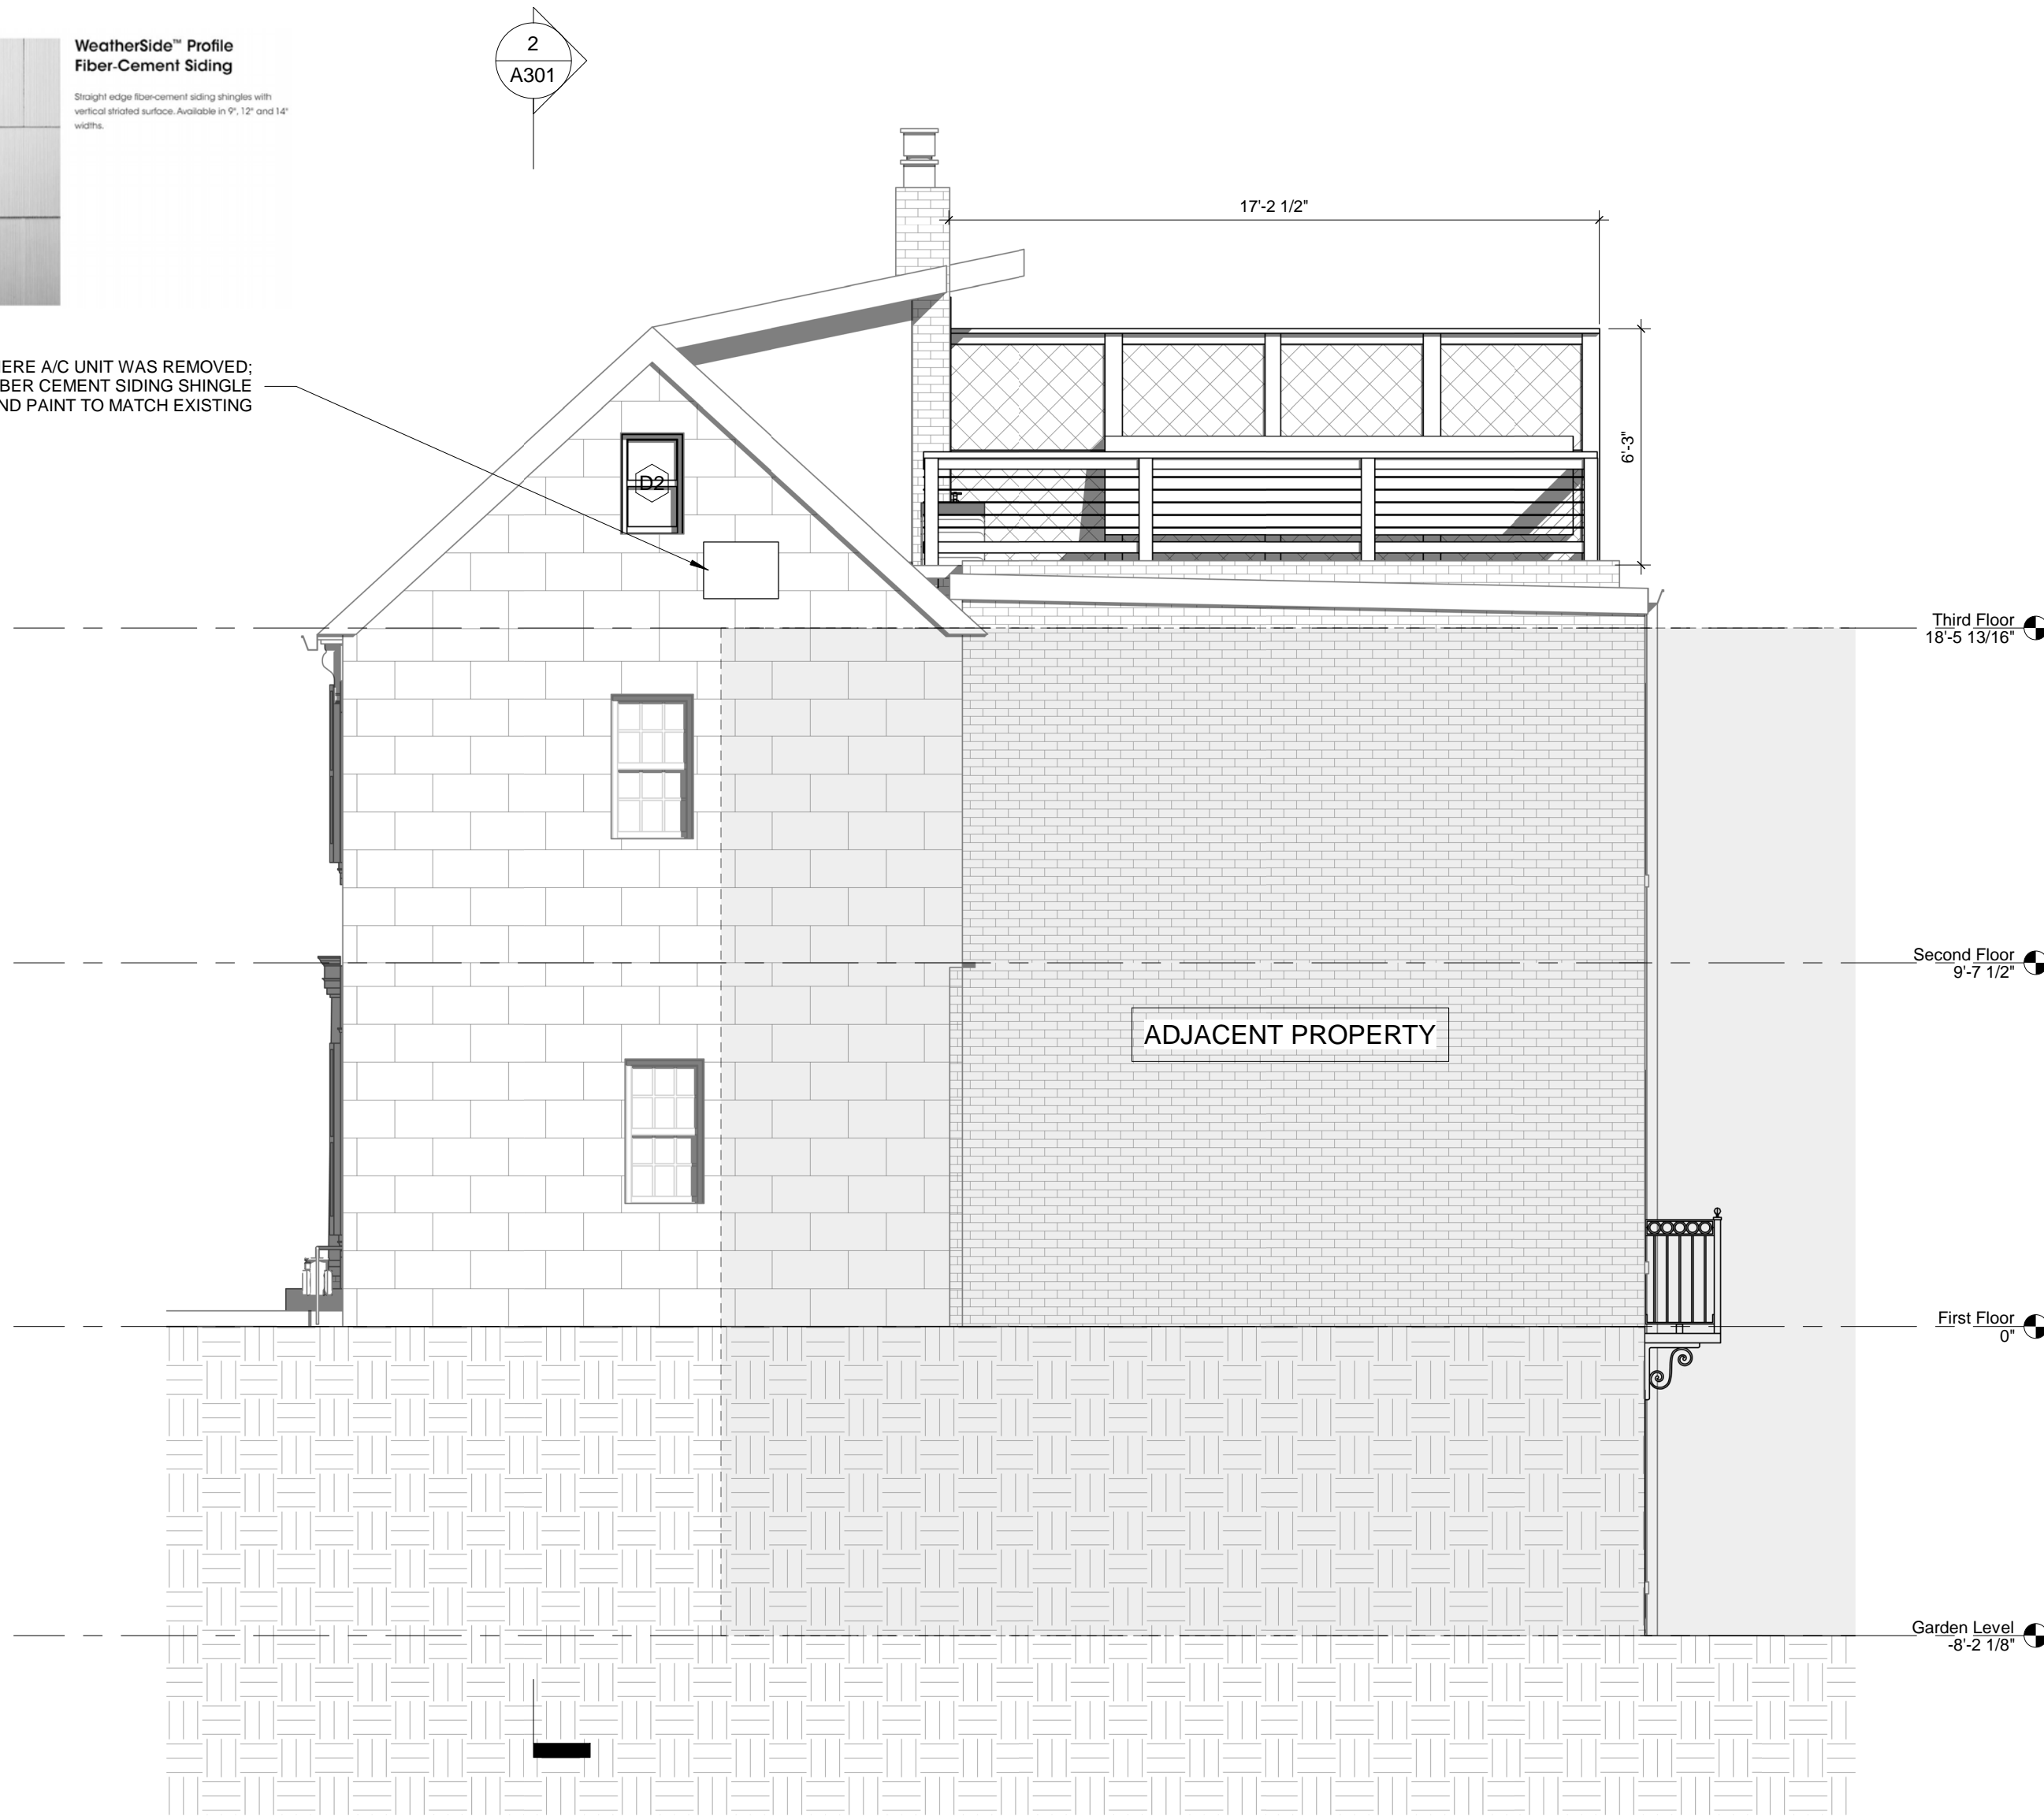 WeatherSide™ Profile
Fiber-Cement Siding
Straight edge fiber-cement siding shingles with
vertical striated surface. Available in 9", 12" and 14"
widths.
2
A301
17'-2 1/2"
6'-3"
A/C UNIT WAS REMOVED;
CEMENT SIDING SHINGLE
PAINT TO MATCH EXISTING
D2
Third Floor
18'-5 13/16"
Second Floor
9'-7 1/2"
ADJACENT PROPERTY
First Floor
0"
Garden Level
-8'-2 1/8"